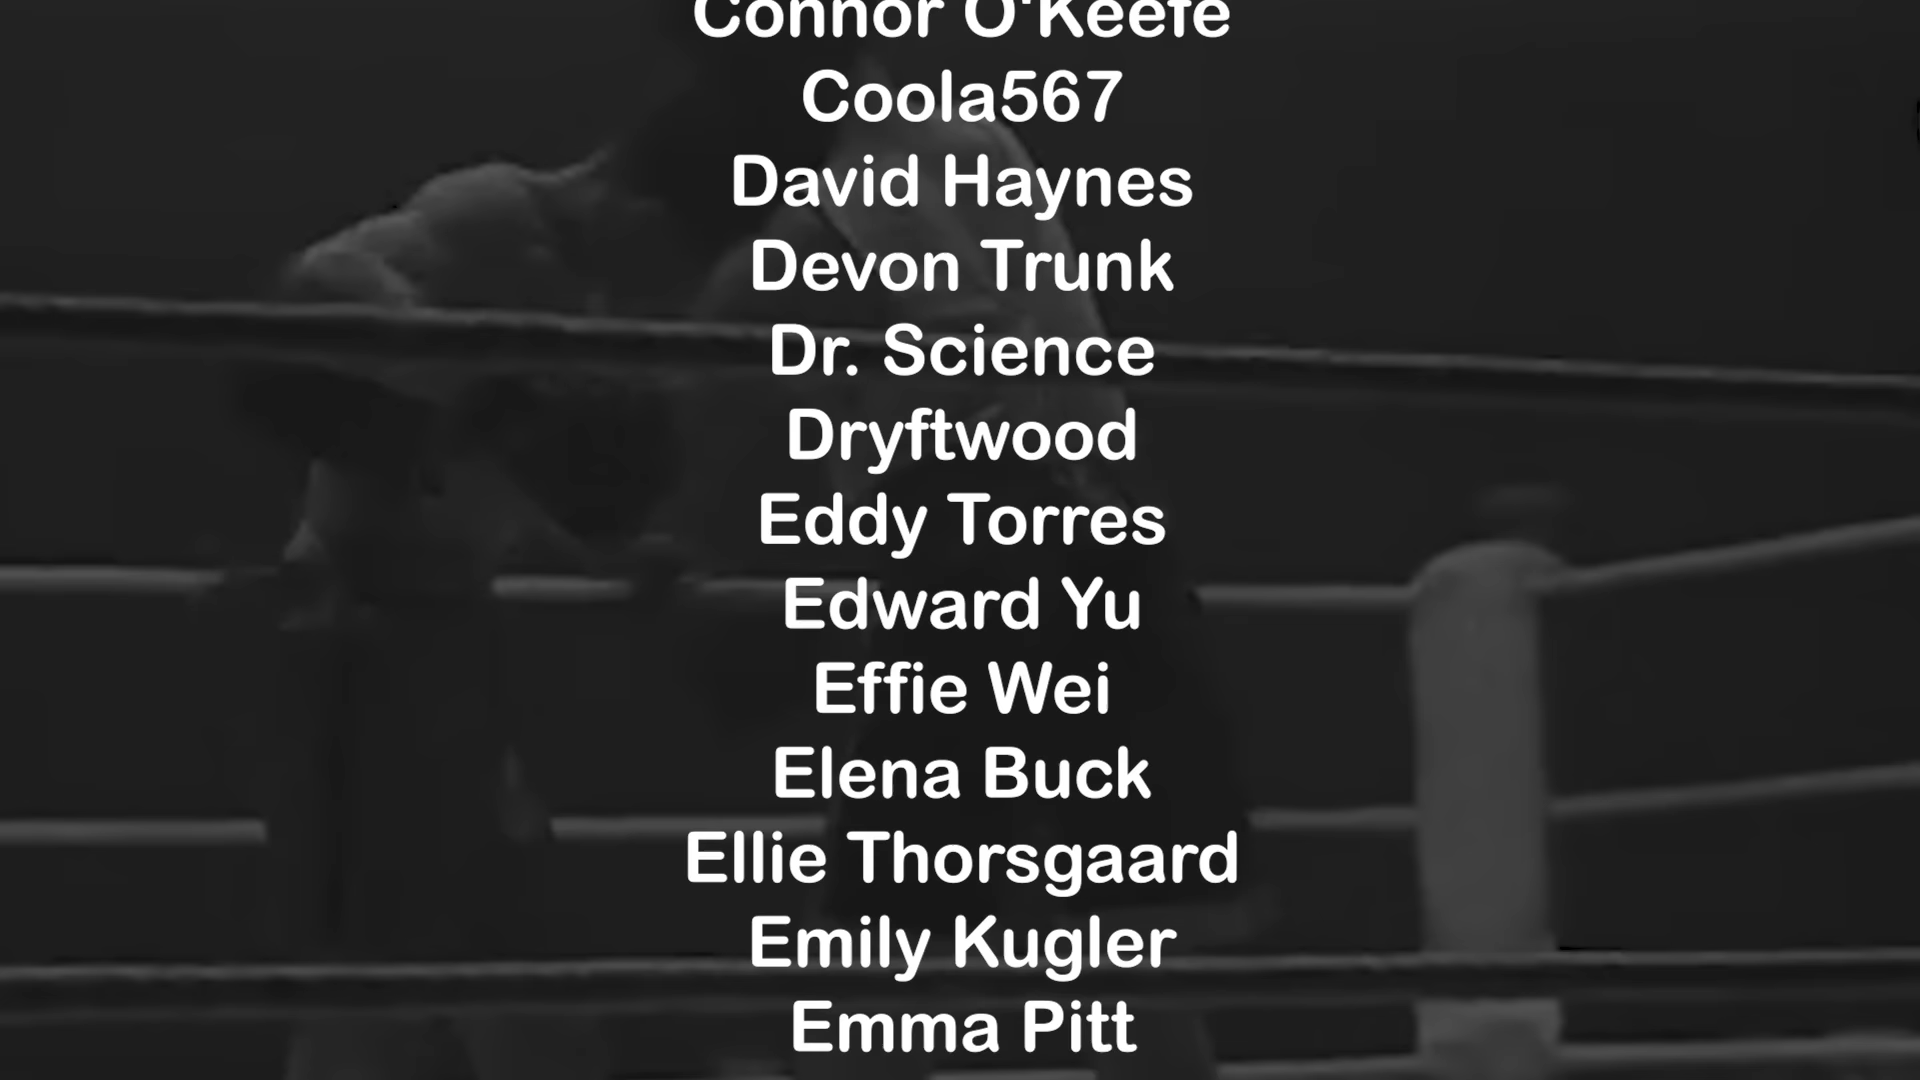 Connor O'Keefe
Coola567
David Haynes
Devon Trunk
Dr. Science
Dryftwood
Eddy Torres
Edward Yu
Effie Wei
Elena Buck
Ellie Thorsgaard
Emily Kugler
Emma Pitt